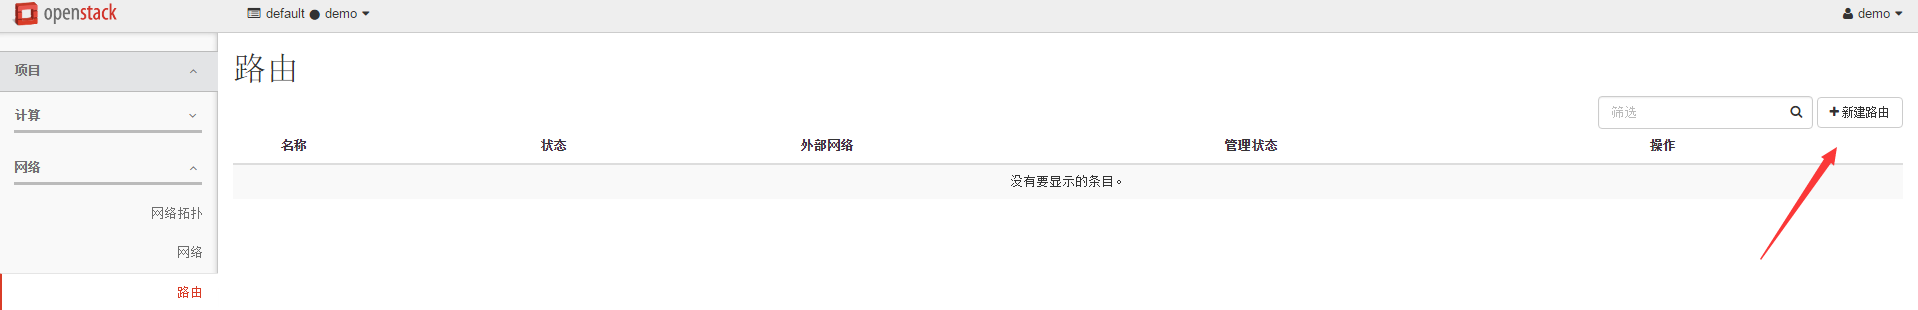 openstack default ● demo demo
项目
计算
网络
网络拓扑
网络
路由
路由
筛选 新建路由
名称 状态 外部网络 管理状态 操作
没有要显示的条目。